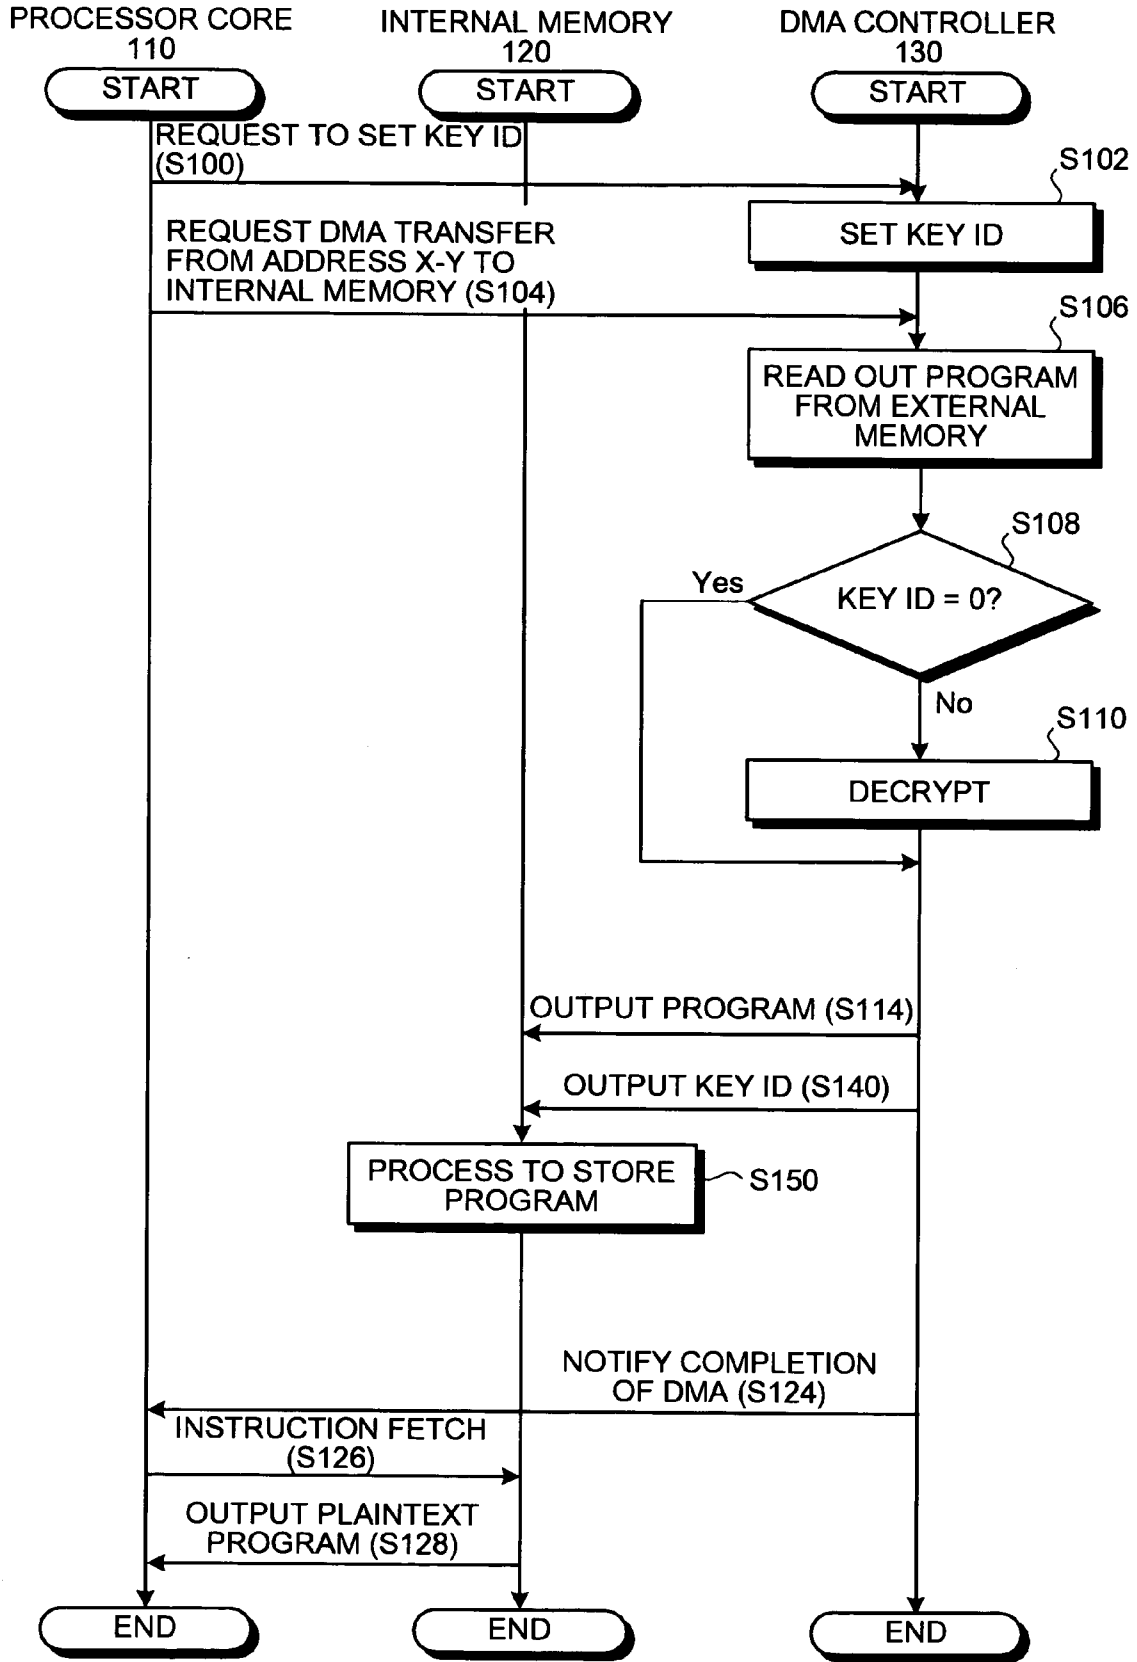 PROCESSOR CORE
110
INTERNAL MEMORY
120
DMA CONTROLLER
130
START
START
START
REQUEST TO SET KEY ID
(S100)
S102
SET KEY ID
REQUEST DMA TRANSFER
FROM ADDRESS X-Y TO
INTERNAL MEMORY (S104)
S106
READ OUT PROGRAM
FROM EXTERNAL
MEMORY
S108
Yes
KEY ID = 0?
No
S110
DECRYPT
OUTPUT PROGRAM (S114)
OUTPUT KEY ID (S140)
PROCESS TO STORE
PROGRAM
S150
NOTIFY COMPLETION
OF DMA (S124)
INSTRUCTION FETCH
(S126)
OUTPUT PLAINTEXT
PROGRAM (S128)
END
END
END